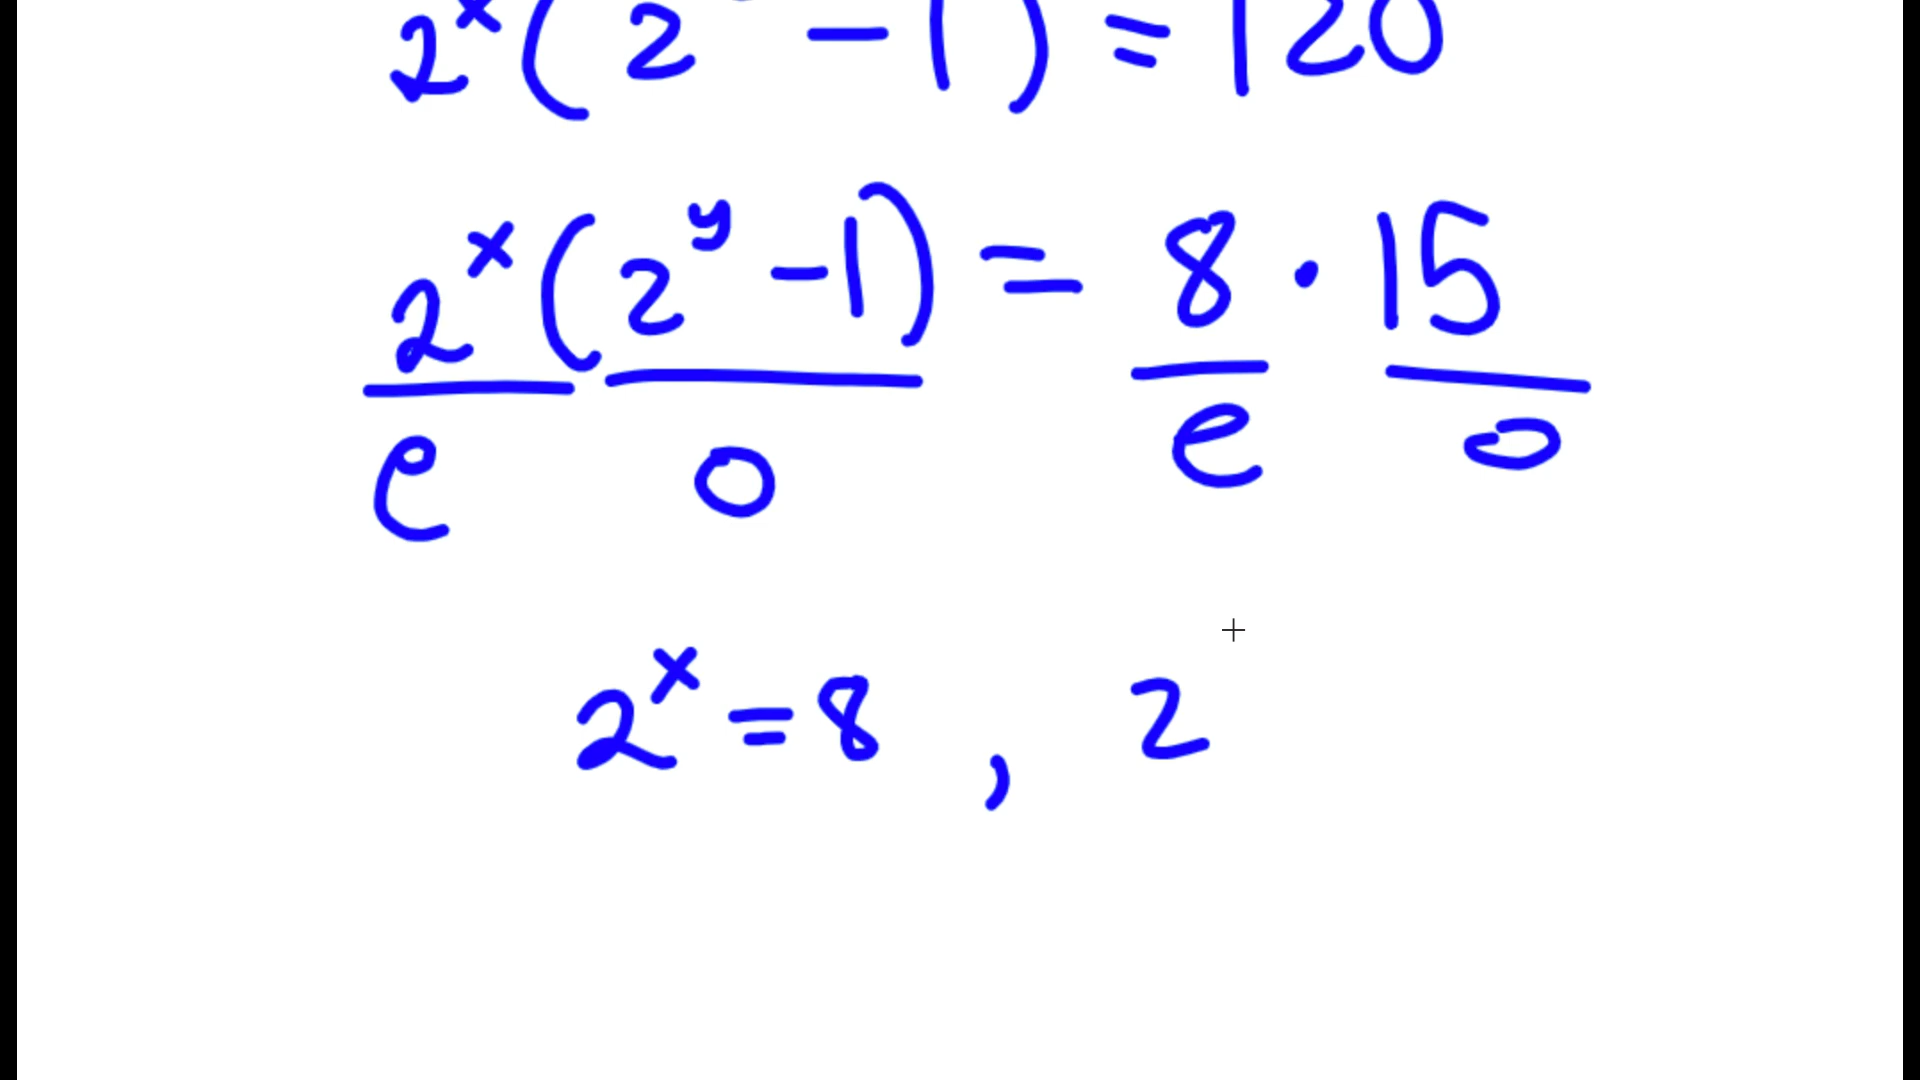 2^x(2 - 1) = 120
2^x(2^y - 1) = 8 · 15
e o e o
2^x = 8 , 2